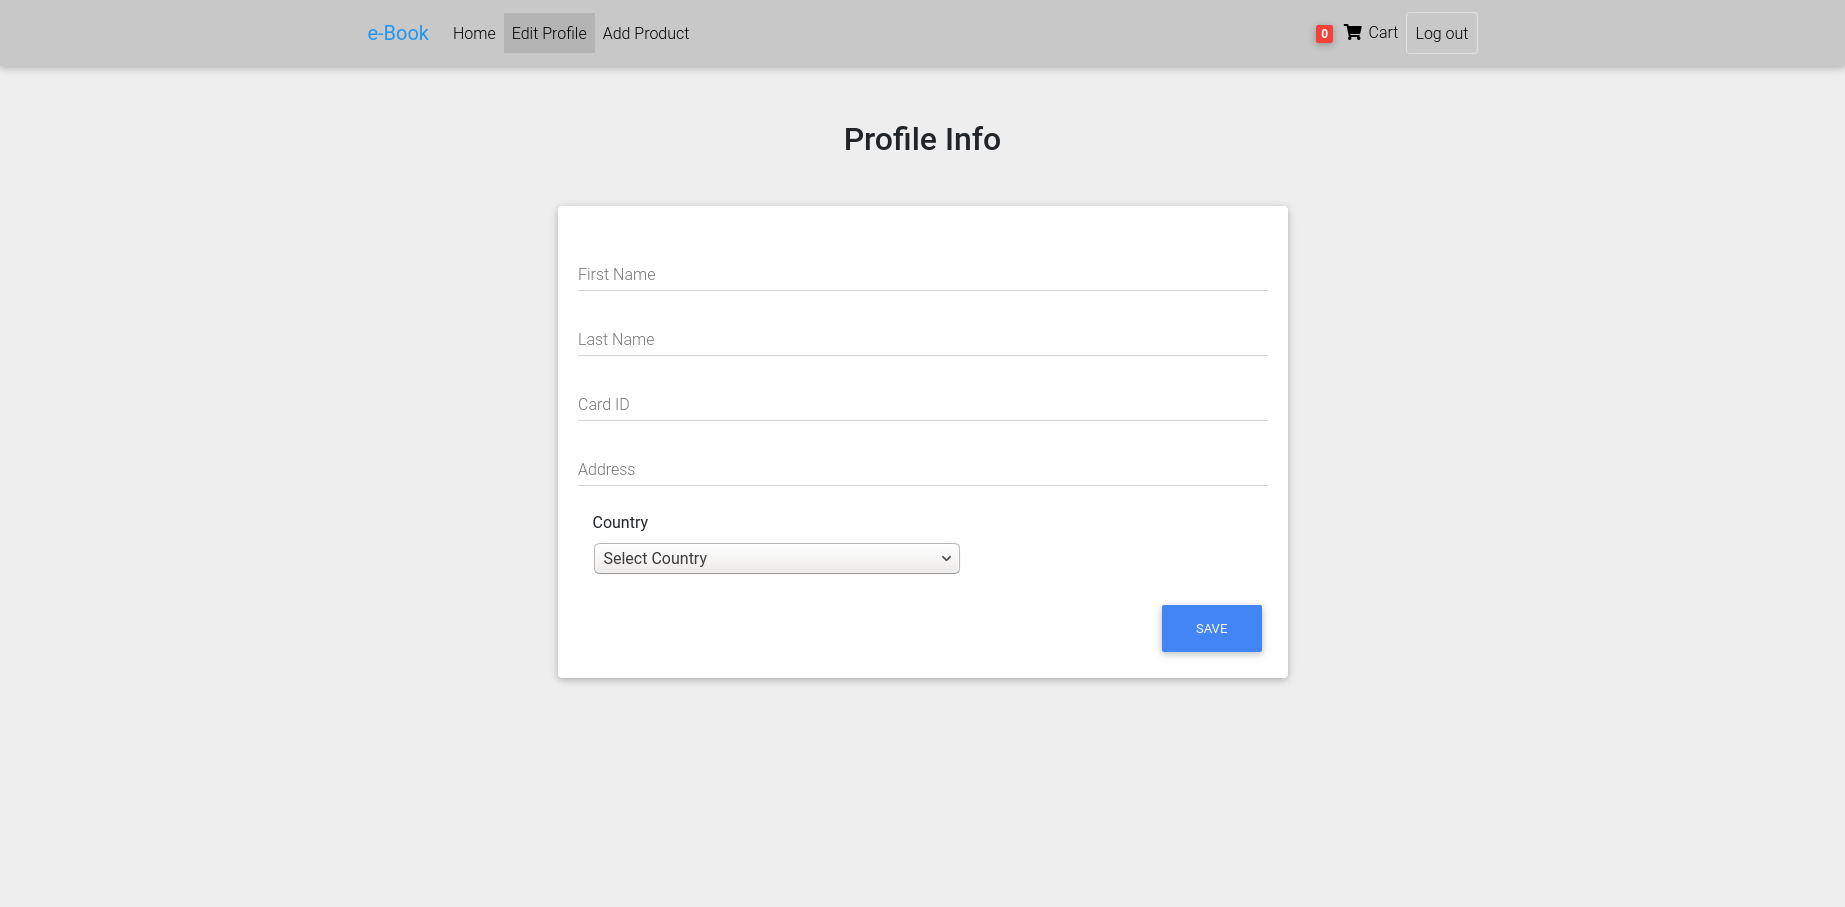 e-Book Home Edit Profile Add Product 0 Cart Log out
Profile Info
First Name
Last Name
Card ID
Address
Country
Select Country
SAVE